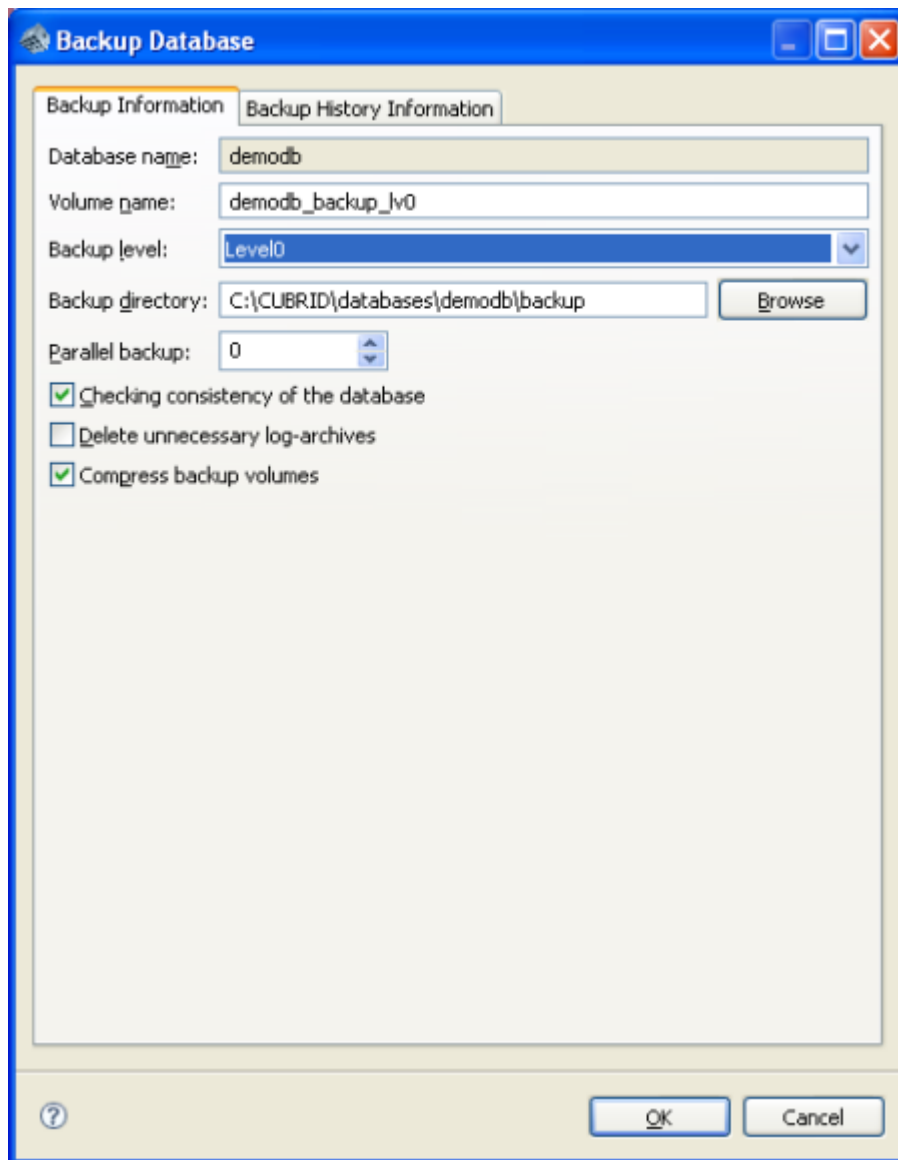 Backup Database
Backup Information Backup History Information
Database name: demodb
Volume name: demodb_backup_lv0
Backup level: Level0
Backup directory: C:\CUBRID\databases\demodb\backup Browse
Parallel backup: 0
Checking consistency of the database
Delete unnecessary log-archives
Compress backup volumes
? OK Cancel